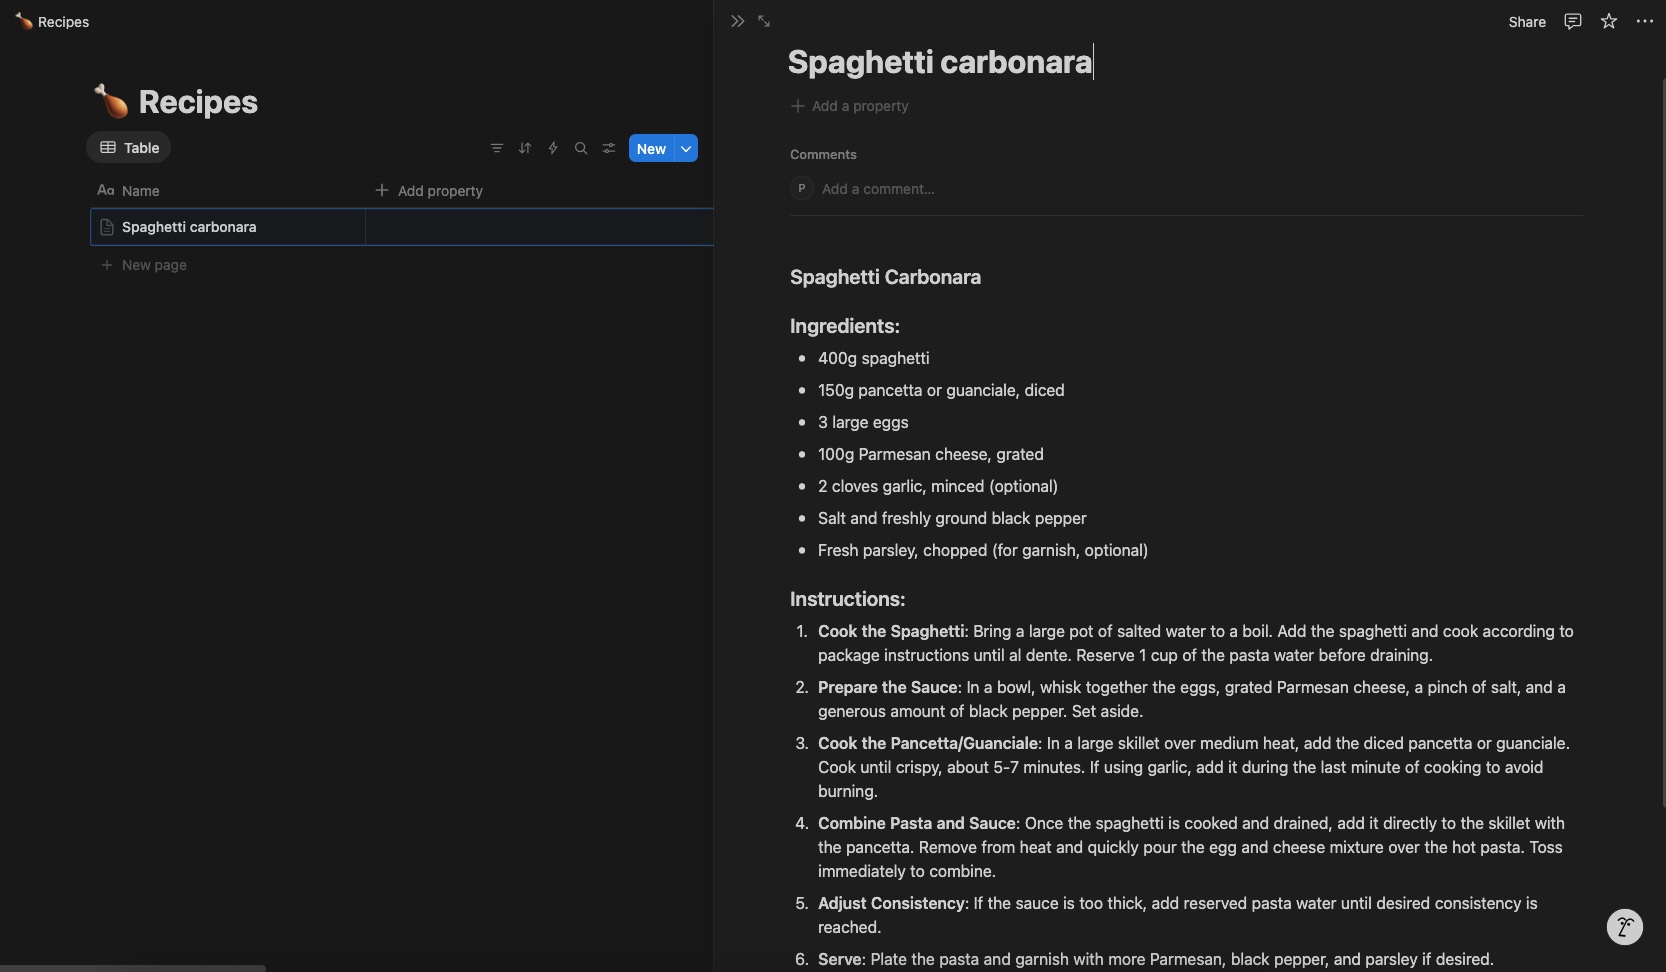 Recipes
Share
Recipes
Table
New
Aa Name
Add property
Spaghetti carbonara
New page
Spaghetti carbonara
Add a property
Comments
P
Add a comment...
Spaghetti Carbonara
Ingredients:
400g spaghetti
150g pancetta or guanciale, diced
3 large eggs
100g Parmesan cheese, grated
2 cloves garlic, minced (optional)
Salt and freshly ground black pepper
Fresh parsley, chopped (for garnish, optional)
Instructions:
1. Cook the Spaghetti: Bring a large pot of salted water to a boil. Add the spaghetti and cook according to
package instructions until al dente. Reserve 1 cup of the pasta water before draining.
2. Prepare the Sauce: In a bowl, whisk together the eggs, grated Parmesan cheese, a pinch of salt, and a
generous amount of black pepper. Set aside.
3. Cook the Pancetta/Guanciale: In a large skillet over medium heat, add the diced pancetta or guanciale.
Cook until crispy, about 5-7 minutes. If using garlic, add it during the last minute of cooking to avoid
burning.
4. Combine Pasta and Sauce: Once the spaghetti is cooked and drained, add it directly to the skillet with
the pancetta. Remove from heat and quickly pour the egg and cheese mixture over the hot pasta. Toss
immediately to combine.
5. Adjust Consistency: If the sauce is too thick, add reserved pasta water until desired consistency is
reached.
6. Serve: Plate the pasta and garnish with more Parmesan, black pepper, and parsley if desired.